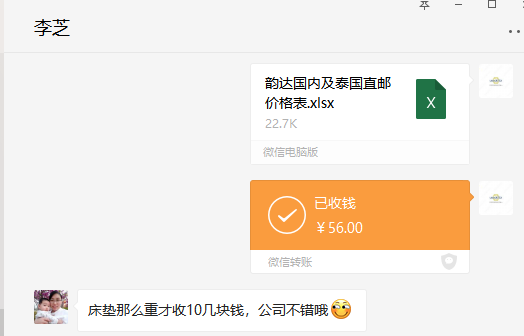 李芝
韵达国内及泰国直邮
价格表.xlsx
22.7K
X
微信电脑版
已收钱
￥56.00
微信转账
床垫那么重才收10几块钱，公司不错哦